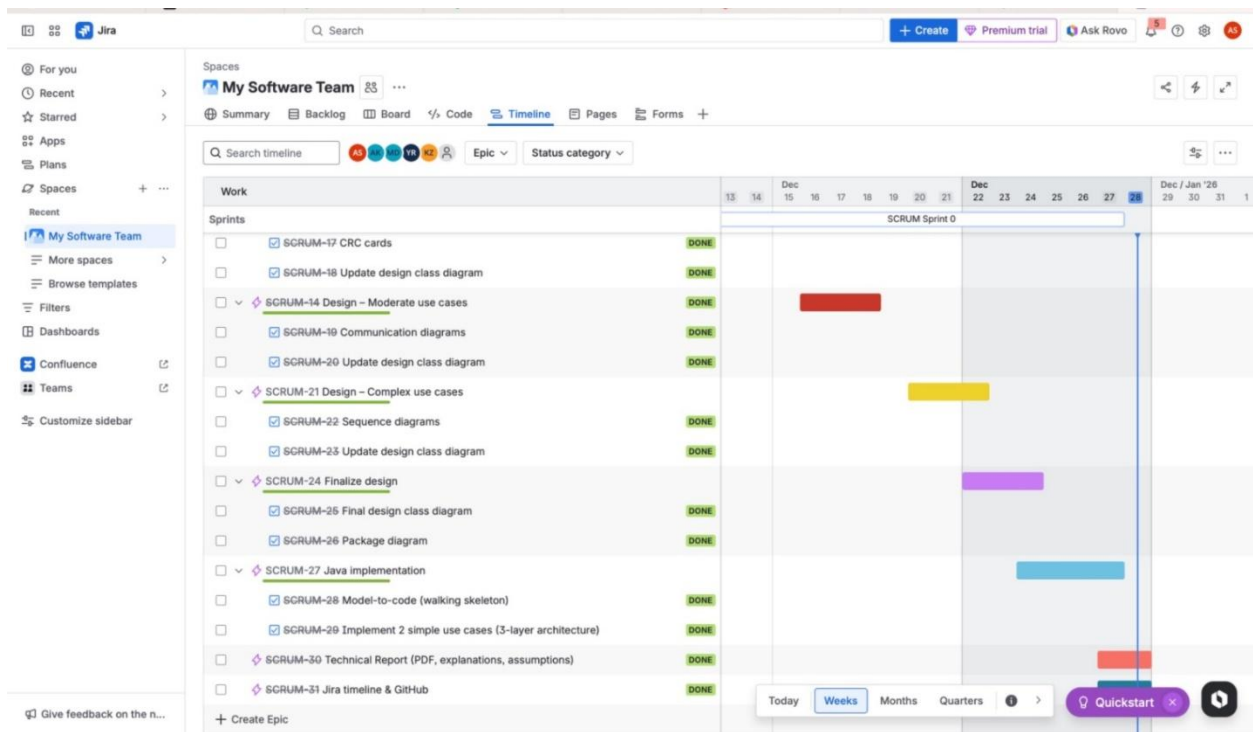 Jira
Search
+ Create
Premium trial
Ask Rovo
5
AS
For you
Recent
Starred
Apps
Plans
Spaces
Recent
My Software Team
More spaces
Browse templates
Filters
Dashboards
Confluence
Teams
Customize sidebar
Give feedback on the n...
Spaces
My Software Team
Summary Backlog Board Code Timeline Pages Forms
Search timeline
AS AK MD YR KZ
Epic
Status category
Work
Dec Dec Dec / Jan '26
13 14 15 16 17 18 19 20 21 22 23 24 25 26 27 28 29 30 31 1
Sprints
SCRUM Sprint 0
SCRUM-17 CRC cards DONE
SCRUM-18 Update design class diagram DONE
SCRUM-14 Design – Moderate use cases DONE
SCRUM-19 Communication diagrams DONE
SCRUM-20 Update design class diagram DONE
SCRUM-21 Design – Complex use cases
SCRUM-22 Sequence diagrams DONE
SCRUM-23 Update design class diagram DONE
SCRUM-24 Finalize design
SCRUM-25 Final design class diagram DONE
SCRUM-26 Package diagram DONE
SCRUM-27 Java implementation
SCRUM-28 Model-to-code (walking skeleton) DONE
SCRUM-29 Implement 2 simple use cases (3-layer architecture) DONE
SCRUM-30 Technical Report (PDF, explanations, assumptions) DONE
SCRUM-31 Jira timeline & GitHub DONE
+ Create Epic
Today Weeks Months Quarters
Quickstart